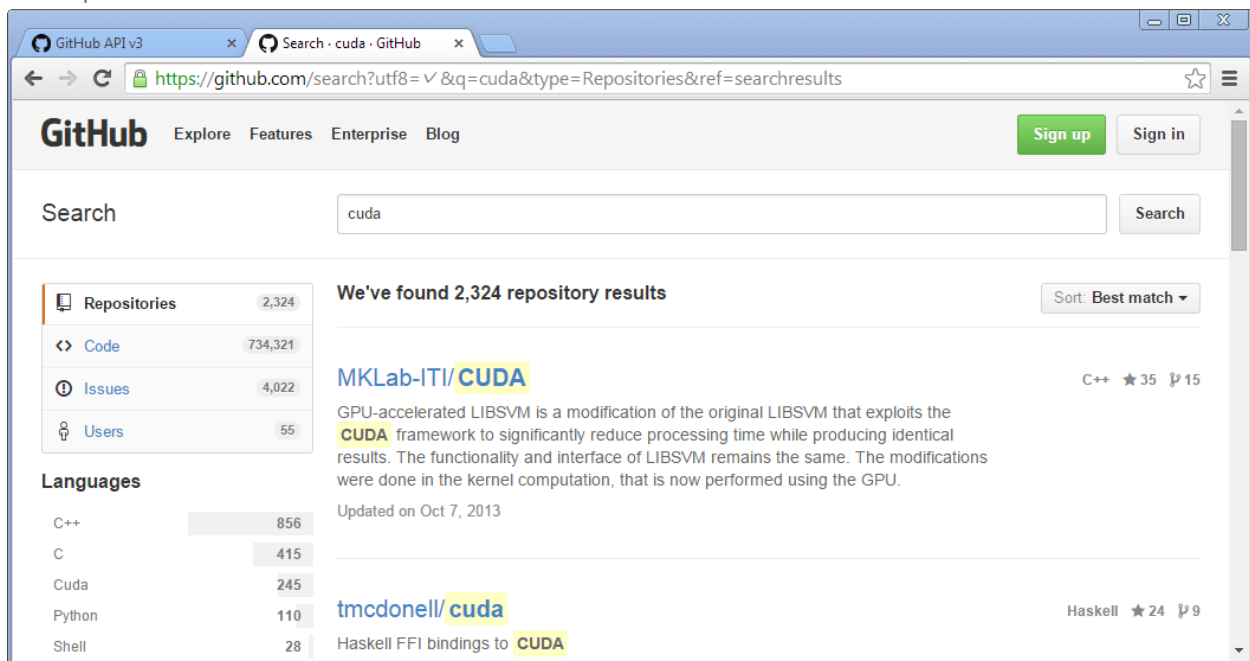 GitHub API v3
Search · cuda · GitHub
https://github.com/search?utf8=✓&q=cuda&type=Repositories&ref=searchresults
GitHub Explore Features Enterprise Blog Sign up Sign in
Search cuda Search
Repositories 2,324
Code 734,321
Issues 4,022
Users 55
Languages
C++ 856
C 415
Cuda 245
Python 110
Shell 28
We've found 2,324 repository results Sort: Best match
MKLab-ITI/CUDA C++ 35 15
GPU-accelerated LIBSVM is a modification of the original LIBSVM that exploits the
CUDA framework to significantly reduce processing time while producing identical
results. The functionality and interface of LIBSVM remains the same. The modifications
were done in the kernel computation, that is now performed using the GPU.
Updated on Oct 7, 2013
tmcdonell/cuda Haskell 24 9
Haskell FFI bindings to CUDA